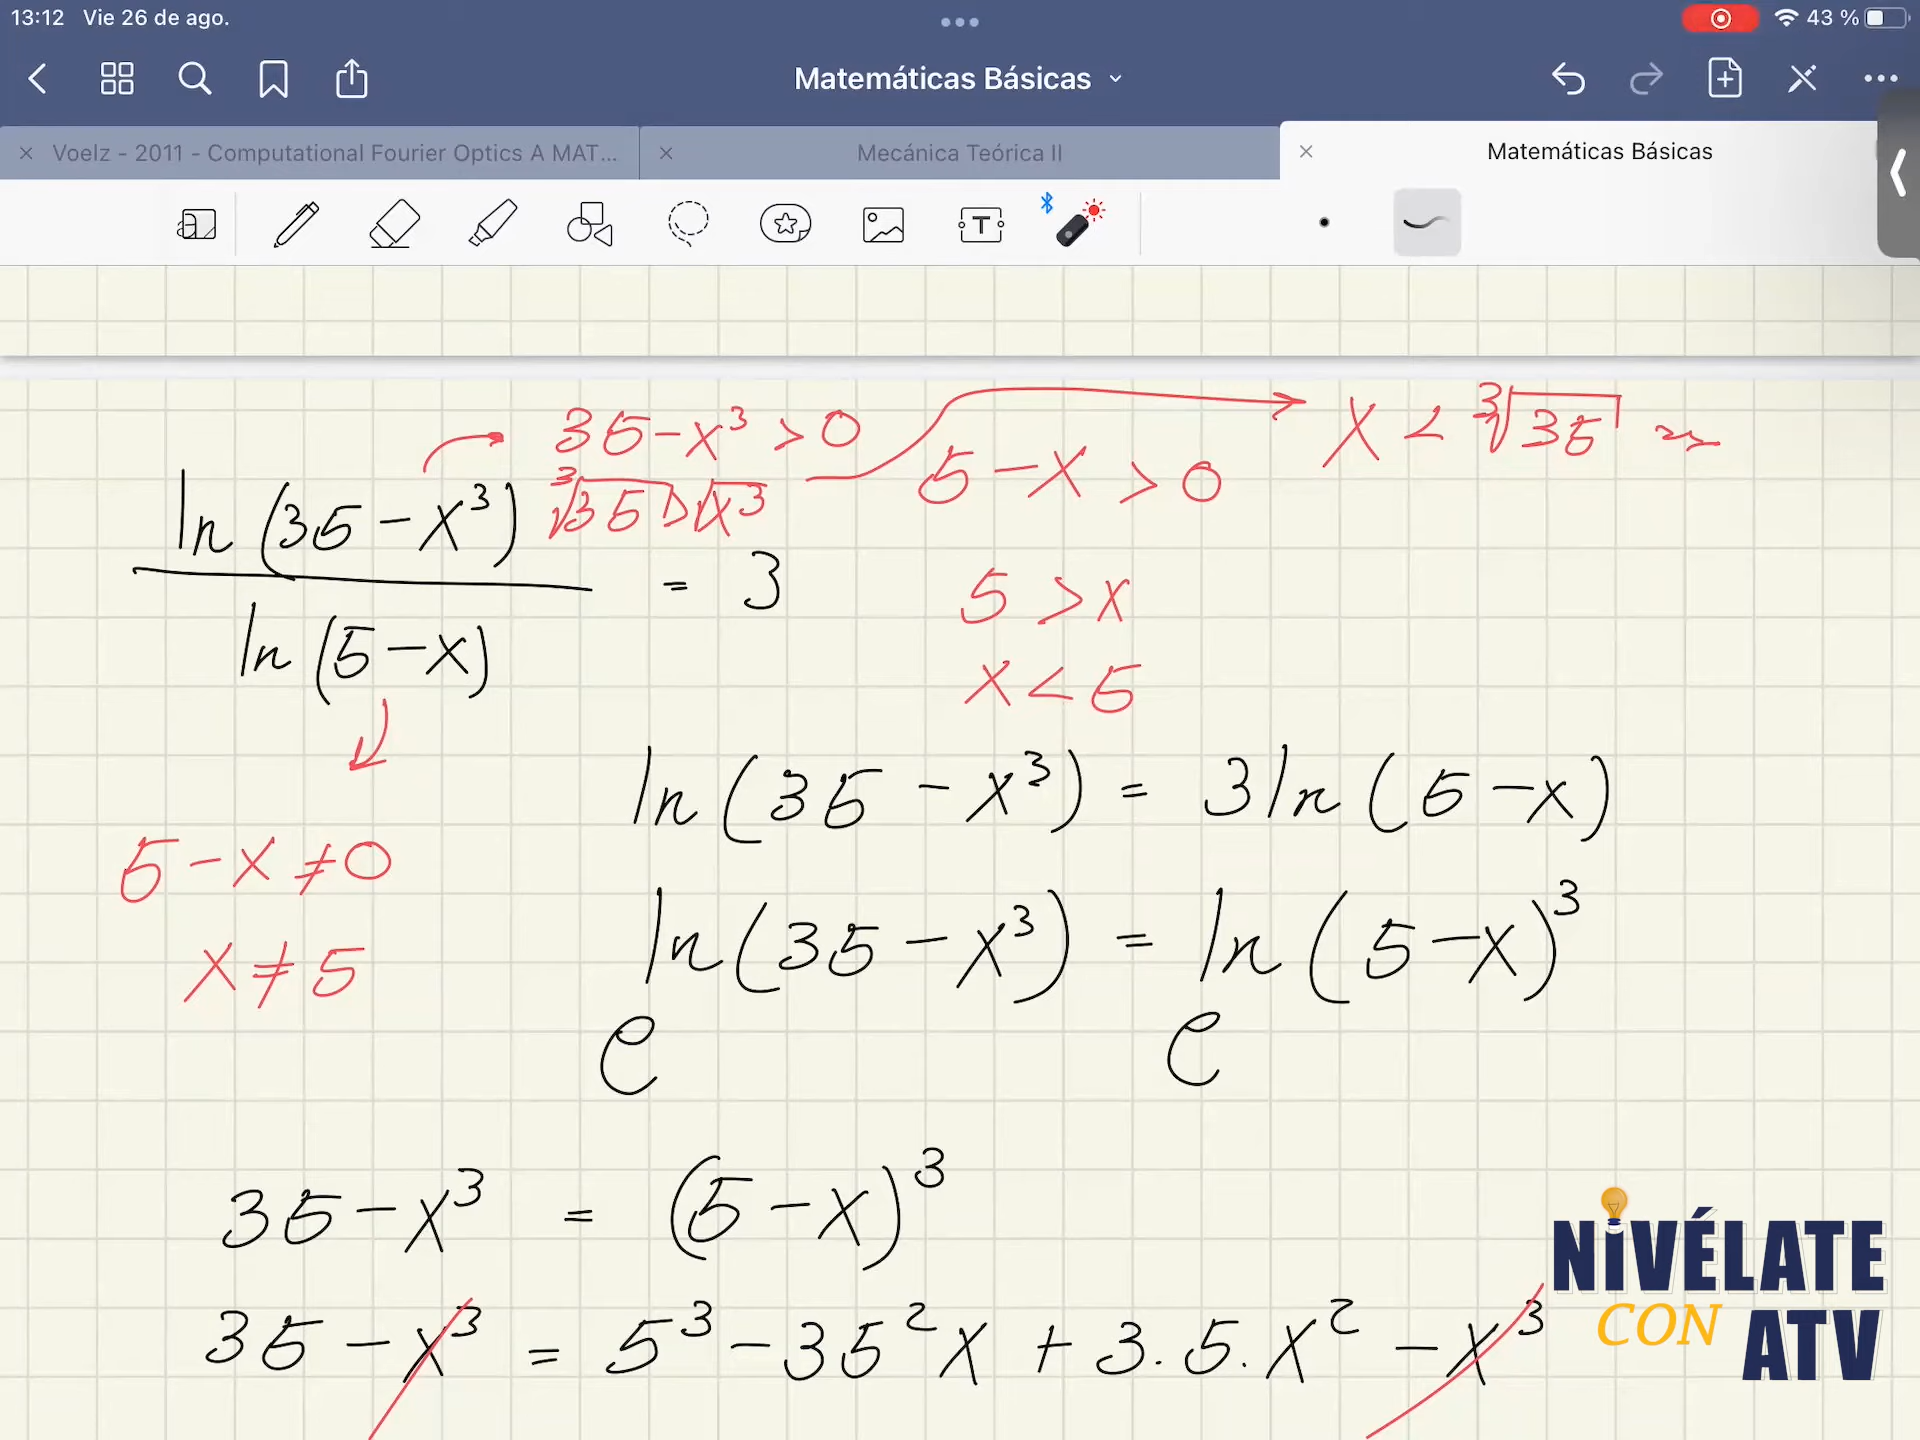 13:12 Vie 26 de ago. 43 %
Matemáticas Básicas
Voelz - 2011 - Computational Fourier Optics A MAT...
Mecánica Teórica II
Matemáticas Básicas
35 - x³ > 0
x < ∛35 ≈
5 - x > 0
∛35 > ∛x³
ln (35 - x³)
= 3
ln (5 - x)
5 > x
x < 5
ln (35 - x³) = 3 ln (5 - x)
5 - x ≠ 0
ln (35 - x³) = ln (5 - x)³
x ≠ 5
e e
35 - x³ = (5 - x)³
35 - x³ = 5³ - 35²x + 3·5·x² - x³
NIVÉLATE
CON
ATV